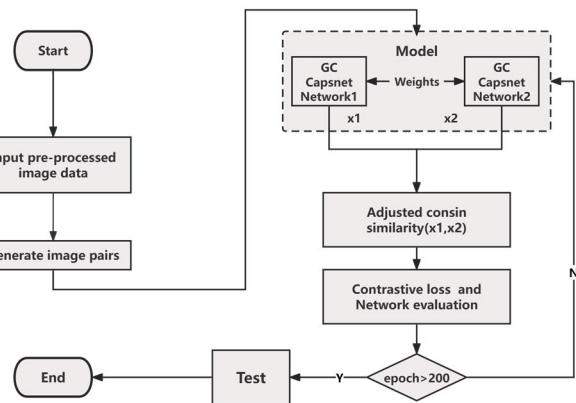 Start
nput pre-processed
image data
enerate image pairs
Model
GC
Capsnet
Network1
Weights
GC
Capsnet
Network2
x1
x2
Adjusted consin
similarity(x1,x2)
Contrastive loss and
Network evaluation
epoch>200
N
Y
Test
End